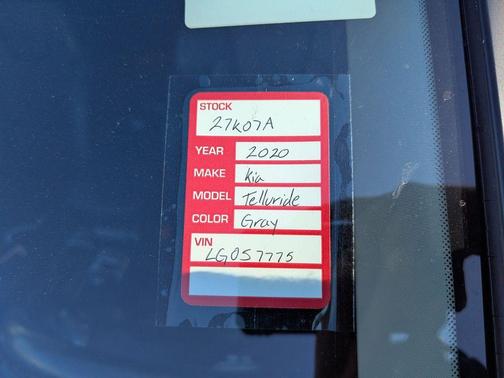 STOCK
27K07A
YEAR 2020
MAKE Kia
MODEL Telluride
COLOR Gray
VIN
LG057775